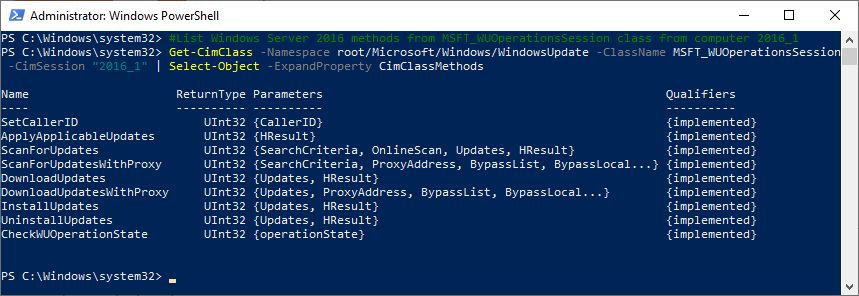 Administrator: Windows PowerShell
PS C:\Windows\system32> #List Windows Server 2016 methods from MSFT_WUOperationsSession class from computer 2016_1
PS C:\Windows\system32> Get-CimClass -Namespace root/Microsoft/Windows/WindowsUpdate -ClassName MSFT_WUOperationsSession
-CimSession "2016_1" | Select-Object -ExpandProperty CimClassMethods
Name ReturnType Parameters Qualifiers
---- ---------- ---------- ----------
SetCallerID UInt32 {CallerID} {implemented}
ApplyApplicableUpdates UInt32 {HResult} {implemented}
ScanForUpdates UInt32 {SearchCriteria, OnlineScan, Updates, HResult} {implemented}
ScanForUpdatesWithProxy UInt32 {SearchCriteria, ProxyAddress, BypassList, BypassLocal...} {implemented}
DownloadUpdates UInt32 {Updates, HResult} {implemented}
DownloadUpdatesWithProxy UInt32 {Updates, ProxyAddress, BypassList, BypassLocal...} {implemented}
InstallUpdates UInt32 {Updates, HResult} {implemented}
UninstallUpdates UInt32 {Updates, HResult} {implemented}
CheckWUOperationState UInt32 {operationState} {implemented}
PS C:\Windows\system32> _